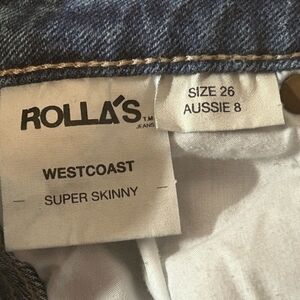 ROLLA'S
T.M
JEANS
WESTCOAST
SUPER SKINNY
SIZE 26
AUSSIE 8